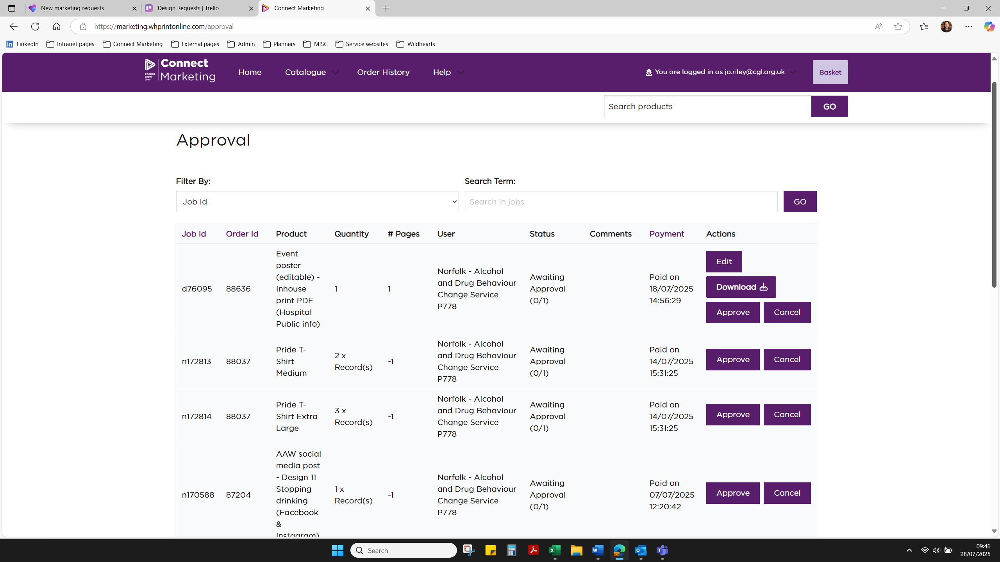 New marketing requests
Design Requests | Trello
Connect Marketing
https://marketing.whprintonline.com/approval
LinkedIn
Intranet pages
Connect Marketing
External pages
Admin
Planners
MISC
Service websites
Wildhearts
Change
Grow
Live
Connect
Marketing
Home
Catalogue
Order History
Help
You are logged in as jo.riley@cgl.org.uk
Basket
Search products
GO
Approval
Filter By:
Search Term:
Job Id
Search in jobs
GO
Job Id
Order Id
Product
Quantity
# Pages
User
Status
Comments
Payment
Actions
d76095
88636
Event
poster
(editable) -
Inhouse
print PDF
(Hospital
Public info)
1
1
Norfolk - Alcohol
and Drug Behaviour
Change Service
P778
Awaiting
Approval
(0/1)
Paid on
18/07/2025
14:56:29
Edit
Download
Approve
Cancel
n172813
88037
Pride T-
Shirt
Medium
2 x
Record(s)
-1
Norfolk - Alcohol
and Drug Behaviour
Change Service
P778
Awaiting
Approval
(0/1)
Paid on
14/07/2025
15:31:25
Approve
Cancel
n172814
88037
Pride T-
Shirt Extra
Large
3 x
Record(s)
-1
Norfolk - Alcohol
and Drug Behaviour
Change Service
P778
Awaiting
Approval
(0/1)
Paid on
14/07/2025
15:31:25
Approve
Cancel
n170588
87204
AAW social
media post
- Design 11
Stopping
drinking
(Facebook
&
Instagram)
1 x
Record(s)
-1
Norfolk - Alcohol
and Drug Behaviour
Change Service
P778
Awaiting
Approval
(0/1)
Paid on
07/07/2025
12:20:42
Approve
Cancel
Search
09:46
28/07/2025